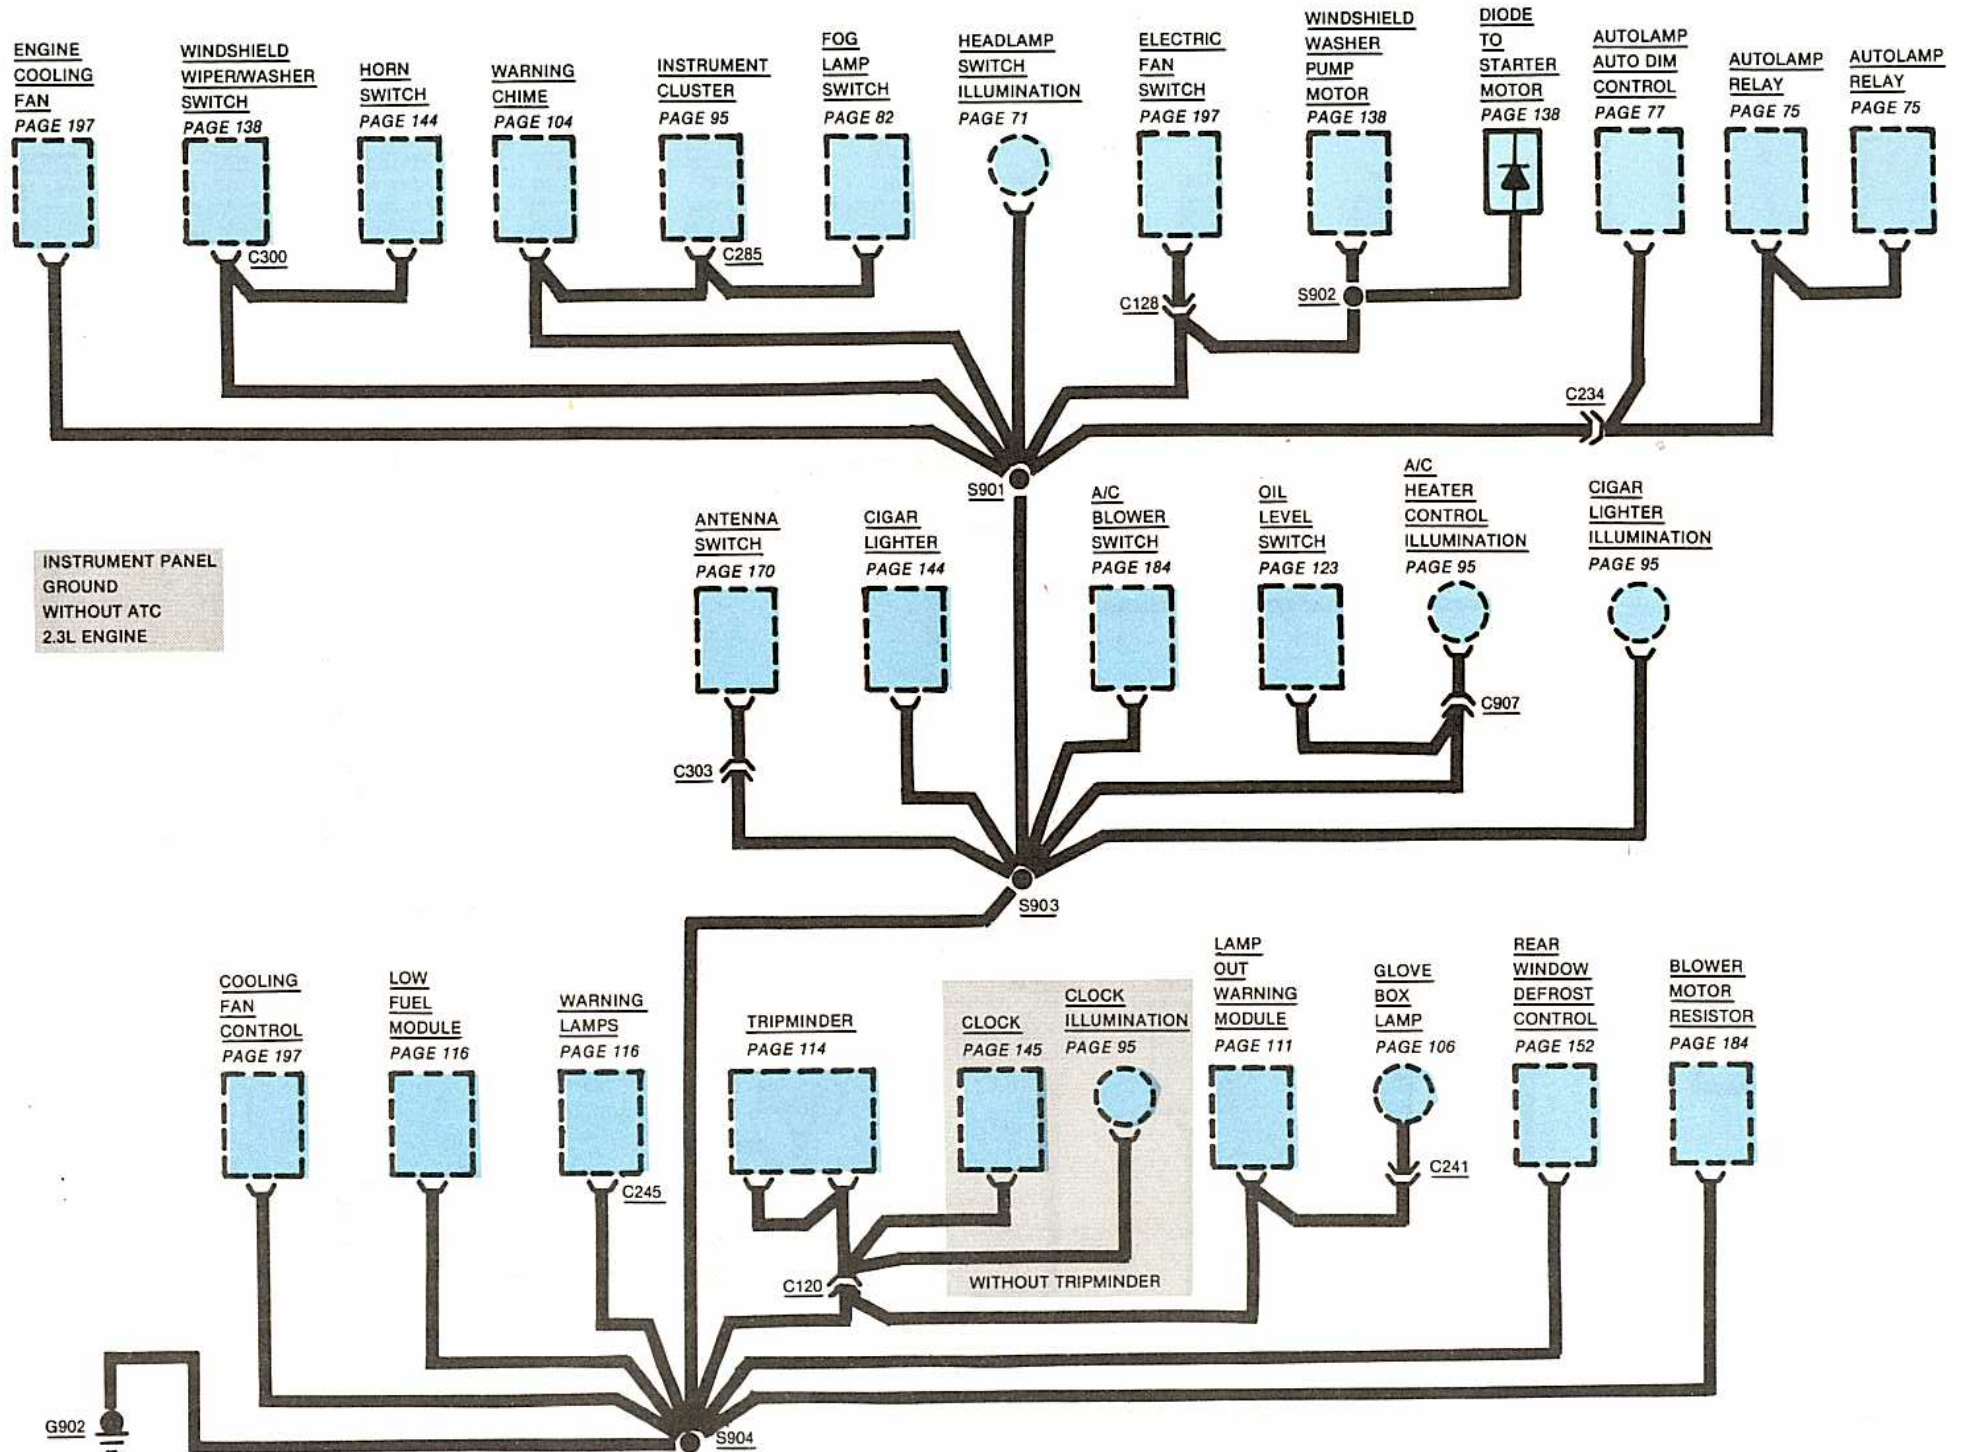 ENGINE
COOLING
FAN
PAGE 197
WINDSHIELD
WIPER/WASHER
SWITCH
PAGE 138
HORN
SWITCH
PAGE 144
WARNING
CHIME
PAGE 104
INSTRUMENT
CLUSTER
PAGE 95
FOG
LAMP
SWITCH
PAGE 82
HEADLAMP
SWITCH
ILLUMINATION
PAGE 71
ELECTRIC
FAN
SWITCH
PAGE 197
WINDSHIELD
WASHER
PUMP
MOTOR
PAGE 138
DIODE
TO
STARTER
MOTOR
PAGE 138
AUTOLAMP
AUTO DIM
CONTROL
PAGE 77
AUTOLAMP
RELAY
PAGE 75
AUTOLAMP
RELAY
PAGE 75
C300
C285
C128
S902
C234
S901
INSTRUMENT PANEL
GROUND
WITHOUT ATC
2.3L ENGINE
ANTENNA
SWITCH
PAGE 170
CIGAR
LIGHTER
PAGE 144
A/C
BLOWER
SWITCH
PAGE 184
OIL
LEVEL
SWITCH
PAGE 123
A/C
HEATER
CONTROL
ILLUMINATION
PAGE 95
CIGAR
LIGHTER
ILLUMINATION
PAGE 95
C303
C907
S903
COOLING
FAN
CONTROL
PAGE 197
LOW
FUEL
MODULE
PAGE 116
WARNING
LAMPS
PAGE 116
TRIPMINDER
PAGE 114
CLOCK
PAGE 145
CLOCK
ILLUMINATION
PAGE 95
LAMP
OUT
WARNING
MODULE
PAGE 111
GLOVE
BOX
LAMP
PAGE 106
REAR
WINDOW
DEFROST
CONTROL
PAGE 152
BLOWER
MOTOR
RESISTOR
PAGE 184
C245
C241
C120
WITHOUT TRIPMINDER
G902
S904